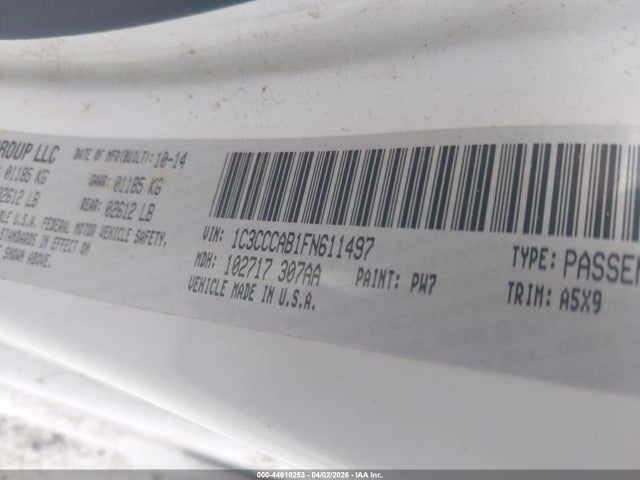 GROUP LLC DATE OF MFR(BUILT): 10-14
01185 KG GAWR: 01185 KG
02612 LB REAR: 02612 LB
BLE U.S.A. FEDERAL MOTOR VEHICLE SAFETY,
STANDARDS IN EFFECT
SHOWN ABOVE.
VIN: 1C3CCCAB1FN611497 TYPE: PASSEN
MDH: 102717 307AA PAINT: PW7 TRIM: A5X9
VEHICLE MADE IN U.S.A.
000-44610253 - 04/02/2026 - IAA Inc.